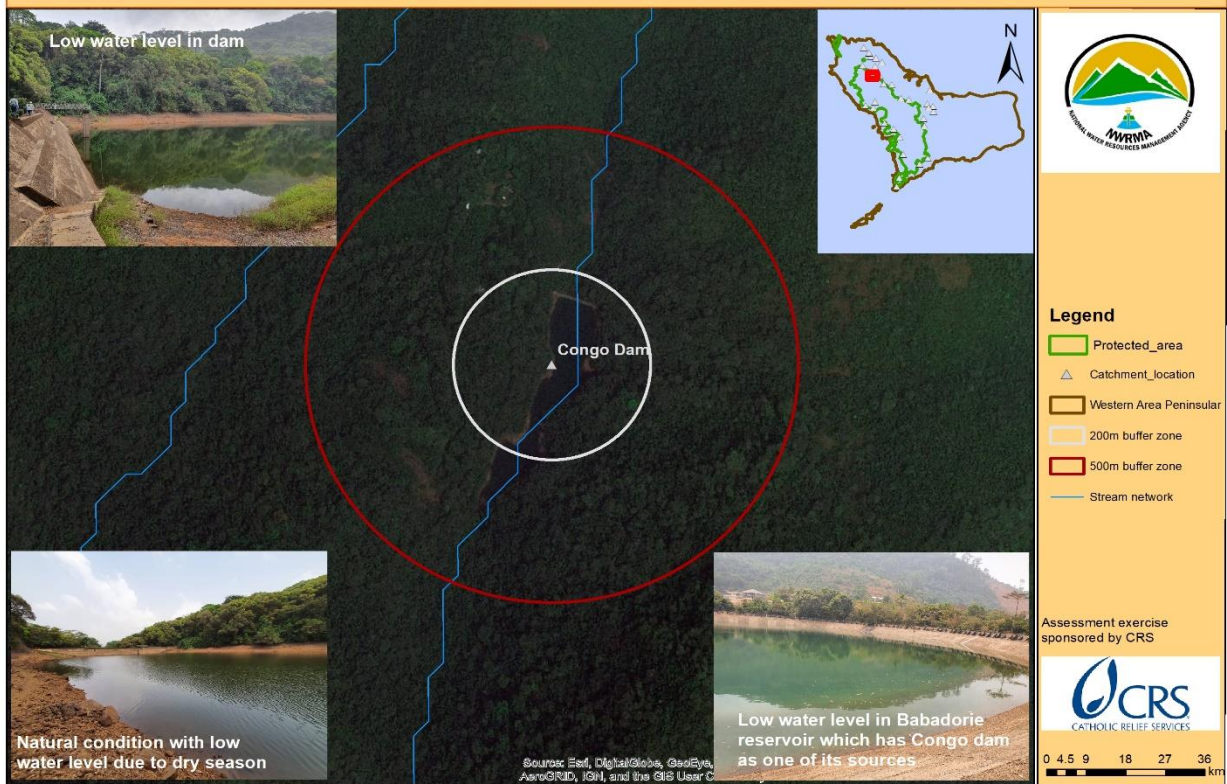 Low water level in dam
N
NATIONAL WATER RESOURCES MANAGEMENT AGENCY
NWRMA
Congo Dam
Legend
Protected_area
Catchment_location
Western Area Peninsular
200m buffer zone
500m buffer zone
Stream network
Natural condition with low
water level due to dry season
Low water level in Babadorie
reservoir which has Congo dam
as one of its sources
Source: Esri, DigitalGlobe, GeoEye,
AeroGRID, IGN, and the GIS User C
Assessment exercise
sponsored by CRS
CRS
CATHOLIC RELIEF SERVICES
0 4.5 9 18 27 36
km